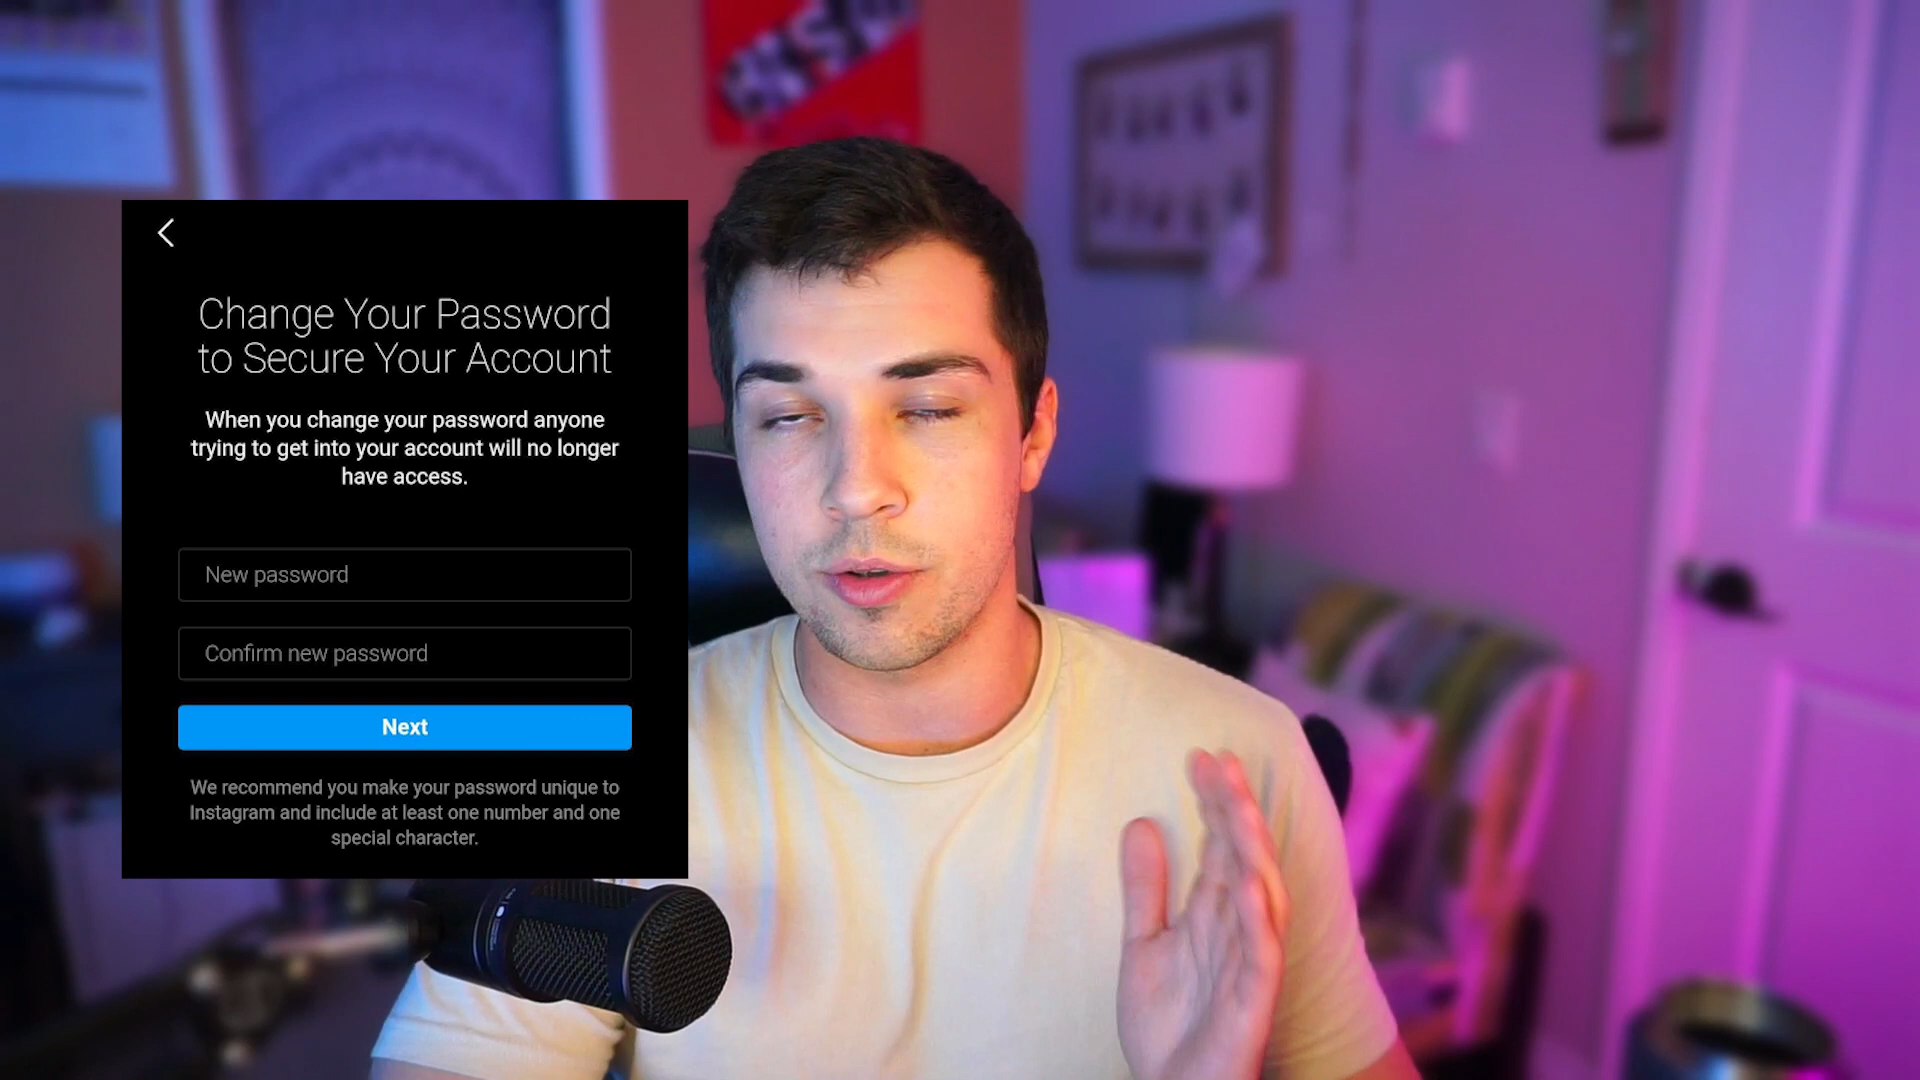 Change Your Password
to Secure Your Account
When you change your password anyone
trying to get into your account will no longer
have access.
New password
Confirm new password
Next
We recommend you make your password unique to
Instagram and include at least one number and one
special character.